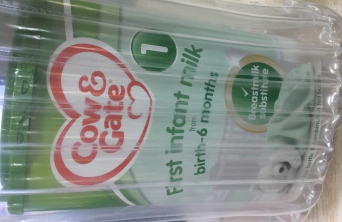 Cow &
Gate
1
First infant milk
from
birth-6 months
Breastmilk
substitute